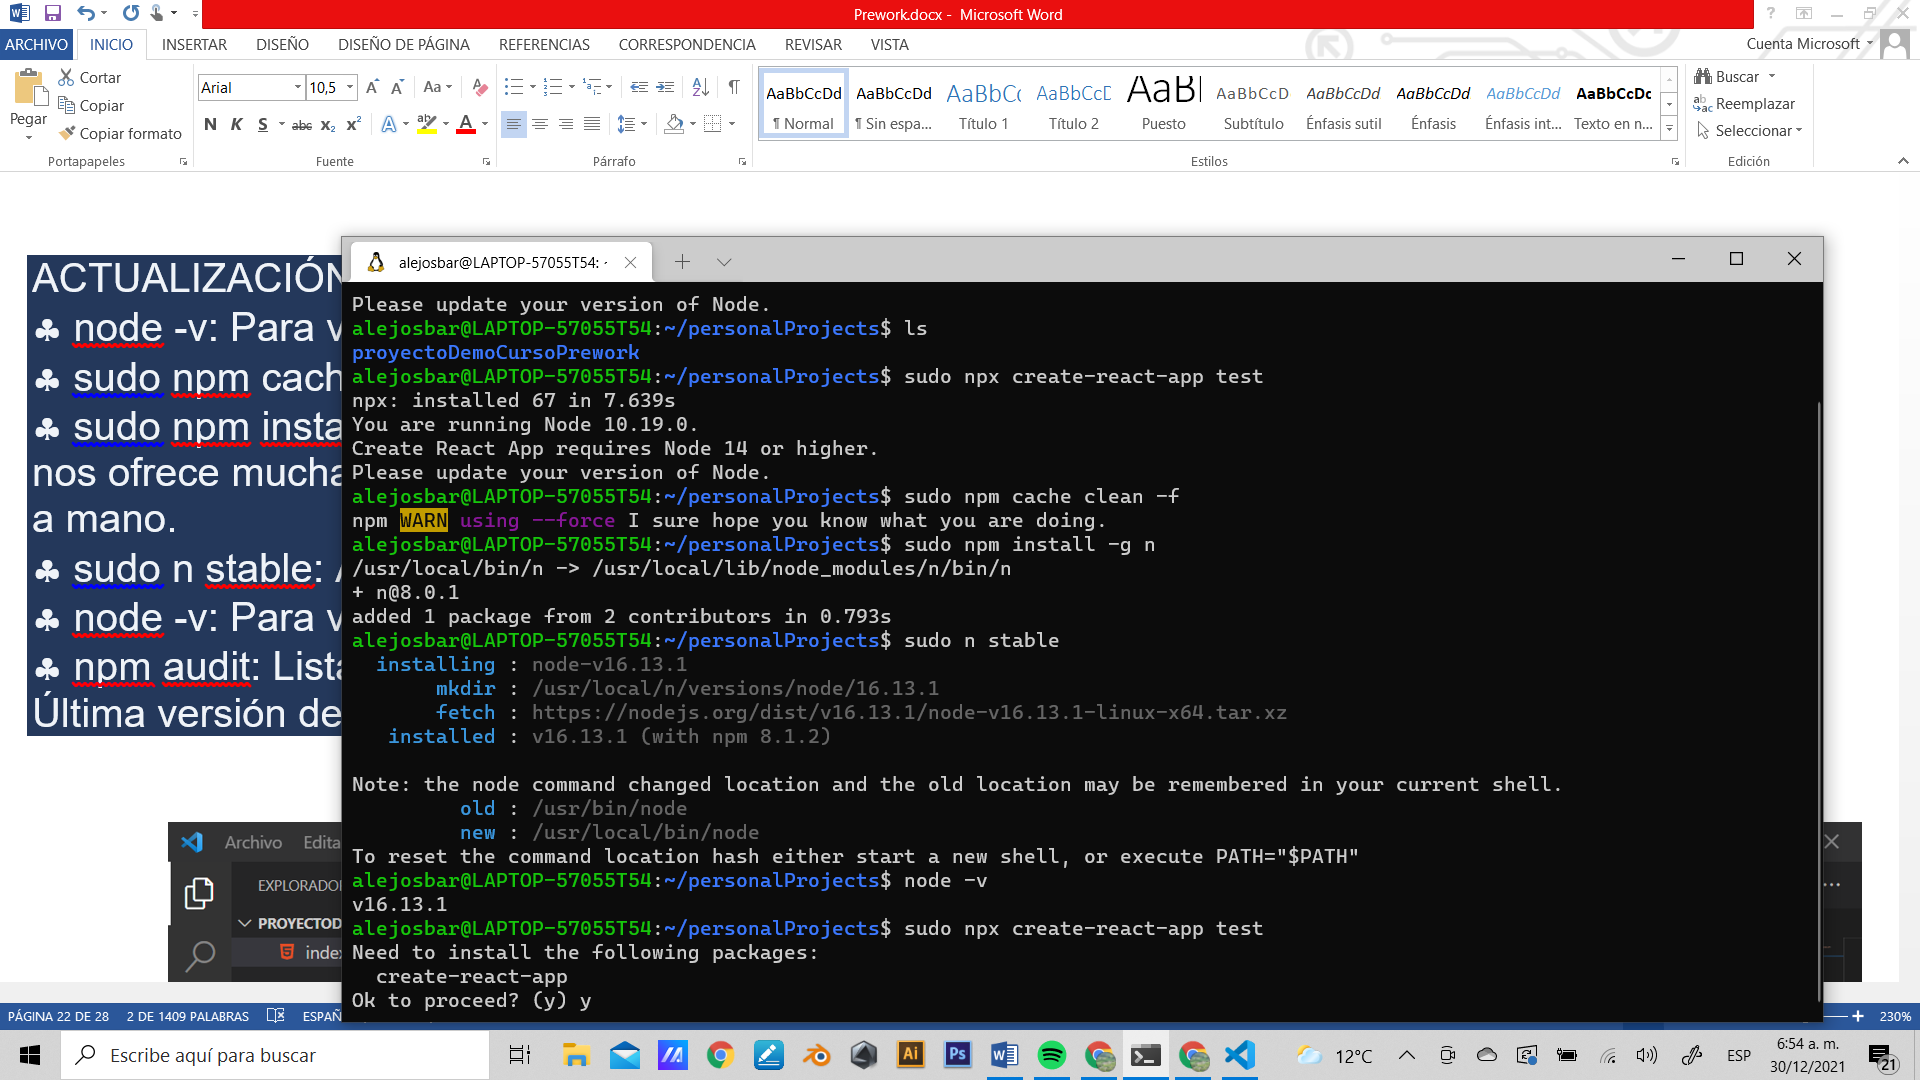 Prework.docx - Microsoft Word
ARCHIVO INICIO INSERTAR DISEÑO DISEÑO DE PÁGINA REFERENCIAS CORRESPONDENCIA REVISAR VISTA
Cuenta Microsoft
Pegar
Cortar
Copiar
Copiar formato
Portapapeles
Arial 10,5
N K S abc x₂ x²
Fuente
Párrafo
AaBbCcDd AaBbCcDd AaBbC AaBbCcD AaB AaBbCcD AaBbCcDd AaBbCcDd AaBbCcDd AaBbCcDd
¶ Normal ¶ Sin espa... Título 1 Título 2 Puesto Subtítulo Énfasis sutil Énfasis Énfasis int... Texto en n...
Estilos
Buscar
Reemplazar
Seleccionar
Edición
ACTUALIZACIÓN
♣ node -v: Para v
♣ sudo npm cach
♣ sudo npm insta
nos ofrece mucha
a mano.
♣ sudo n stable:
♣ node -v: Para v
♣ npm audit: Lista
Última versión de
alejosbar@LAPTOP-57055T54: ~
Please update your version of Node.
alejosbar@LAPTOP-57055T54:~/personalProjects$ ls
proyectoDemoCursoPrework
alejosbar@LAPTOP-57055T54:~/personalProjects$ sudo npx create-react-app test
npx: installed 67 in 7.639s
You are running Node 10.19.0.
Create React App requires Node 14 or higher.
Please update your version of Node.
alejosbar@LAPTOP-57055T54:~/personalProjects$ sudo npm cache clean -f
npm WARN using --force I sure hope you know what you are doing.
alejosbar@LAPTOP-57055T54:~/personalProjects$ sudo npm install -g n
/usr/local/bin/n -> /usr/local/lib/node_modules/n/bin/n
+ n@8.0.1
added 1 package from 2 contributors in 0.793s
alejosbar@LAPTOP-57055T54:~/personalProjects$ sudo n stable
installing : node-v16.13.1
mkdir : /usr/local/n/versions/node/16.13.1
fetch : https://nodejs.org/dist/v16.13.1/node-v16.13.1-linux-x64.tar.xz
installed : v16.13.1 (with npm 8.1.2)
Note: the node command changed location and the old location may be remembered in your current shell.
old : /usr/bin/node
new : /usr/local/bin/node
To reset the command location hash either start a new shell, or execute PATH="$PATH"
alejosbar@LAPTOP-57055T54:~/personalProjects$ node -v
v16.13.1
alejosbar@LAPTOP-57055T54:~/personalProjects$ sudo npx create-react-app test
Need to install the following packages:
create-react-app
Ok to proceed? (y) y
Archivo Edita
EXPLORADO
PROYECTOD
index
PÁGINA 22 DE 28 2 DE 1409 PALABRAS ESPAÑ
230%
Escribe aquí para buscar
12°C
ESP
6:54 a. m.
30/12/2021
21